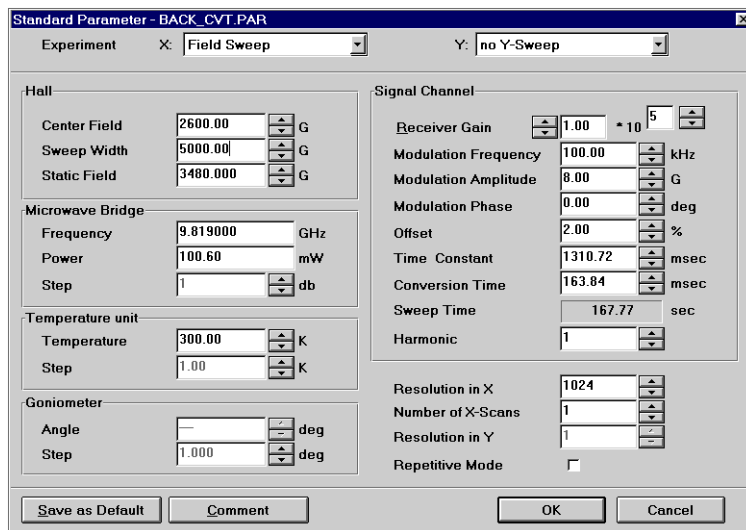 Standard Parameter - BACK_CVT.PAR
Experiment X: Field Sweep Y: no Y-Sweep
Hall
Center Field 2600.00 G
Sweep Width 5000.00 G
Static Field 3480.000 G
Microwave Bridge
Frequency 9.819000 GHz
Power 100.60 mW
Step 1 db
Temperature unit
Temperature 300.00 K
Step 1.00 K
Goniometer
Angle — deg
Step 1.000 deg
Signal Channel
Receiver Gain 1.00 * 10 5
Modulation Frequency 100.00 kHz
Modulation Amplitude 8.00 G
Modulation Phase 0.00 deg
Offset 2.00 %
Time Constant 1310.72 msec
Conversion Time 163.84 msec
Sweep Time 167.77 sec
Harmonic 1
Resolution in X 1024
Number of X-Scans 1
Resolution in Y 1
Repetitive Mode
Save as Default Comment OK Cancel